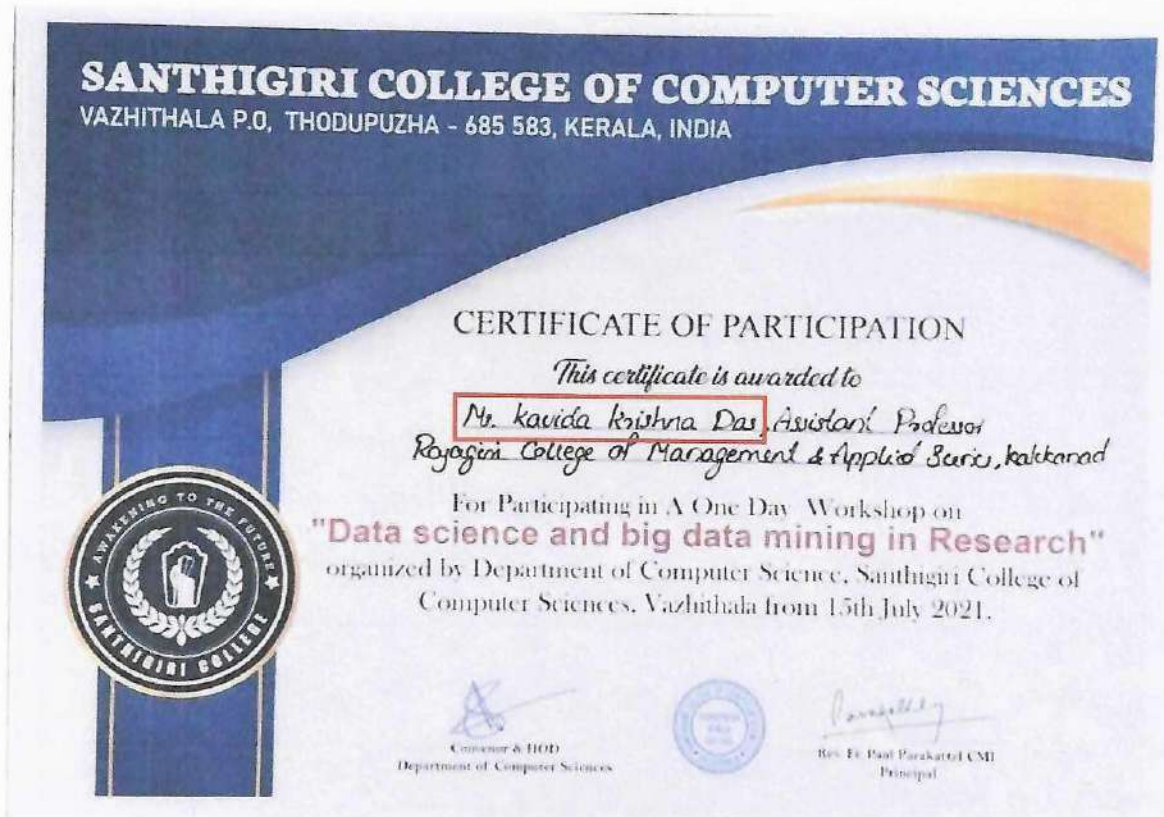 SANTHIGIRI COLLEGE OF COMPUTER SCIENCES
VAZHITHALA P.O, THODUPUZHA - 685 583, KERALA, INDIA
CERTIFICATE OF PARTICIPATION
This certificate is awarded to
Mr. Kavida Krishna Das, Assistant Professor
Rajagiri College of Management & Applied kakkanad
For Participating in A One Day Workshop on
"Data science and big data mining in Research"
organized by Department of Computer Science, Santhigiri College of
Computer Sciences, Vazhithala from 15th July 2021.
AWAKENING TO THE FUTURE
SANTHIGIRI COLLEGE
Convenor & HOD
Department of Computer Sciences
Rev. Fr. Paul Parakattel CMI
Principal